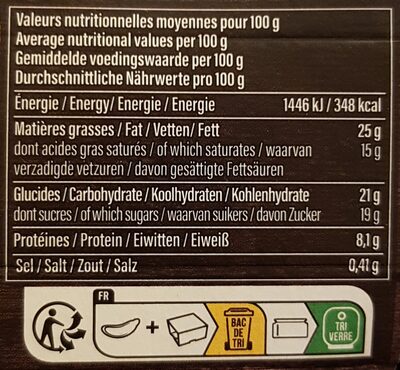 Valeurs nutritionnelles moyennes pour 100 g
Average nutritional values per 100 g
Gemiddelde voedingswaarde per 100 g
Durchschnittliche Nährwerte pro 100 g
Énergie / Energy / Energie / Energie 1446 kJ / 348 kcal
Matières grasses / Fat / Vetten / Fett 25 g
dont acides gras saturés / of which saturates / waarvan 15 g
verzadigde vetzuren / davon gesättigte Fettsäuren
Glucides / Carbohydrate / Koolhydraten / Kohlenhydrate 21 g
dont sucres / of which sugars / waarvan suikers / davon Zucker 19 g
Protéines / Protein / Eiwitten / Eiweiß 8,1 g
Sel / Salt / Zout / Salz 0,41 g
FR
+
BAC
DE
TRI
TRI
VERRE